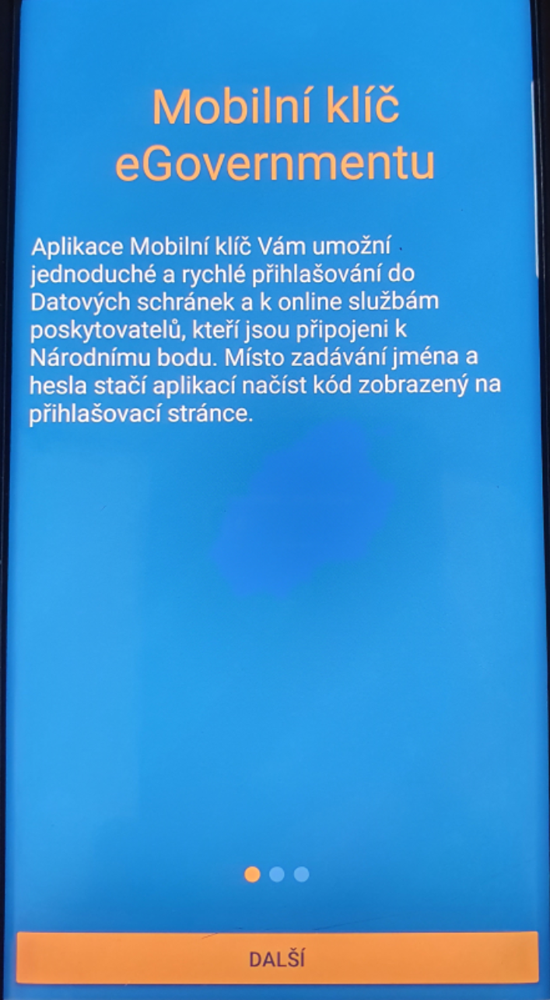 Mobilní klíč
eGovernmentu
Aplikace Mobilní klíč Vám umožní
jednoduché a rychlé přihlašování do
Datových schránek a k online službám
poskytovatelů, kteří jsou připojeni k
Národnímu bodu. Místo zadávání jména a
hesla stačí aplikací načíst kód zobrazený na
přihlašovací stránce.
DALŠÍ